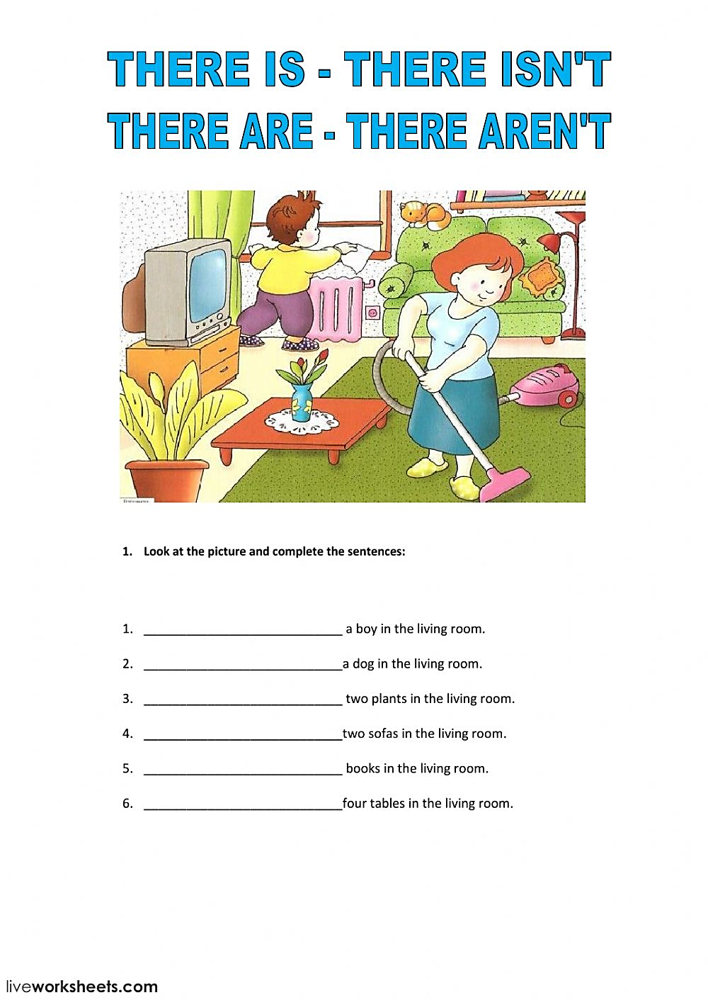 THERE IS - THERE ISN'T
THERE ARE - THERE AREN'T
1. Look at the picture and complete the sentences:
1. ____________________________ a boy in the living room.
2. ____________________________a dog in the living room.
3. ____________________________ two plants in the living room.
4. ____________________________two sofas in the living room.
5. ____________________________ books in the living room.
6. ____________________________four tables in the living room.
liveworksheets.com